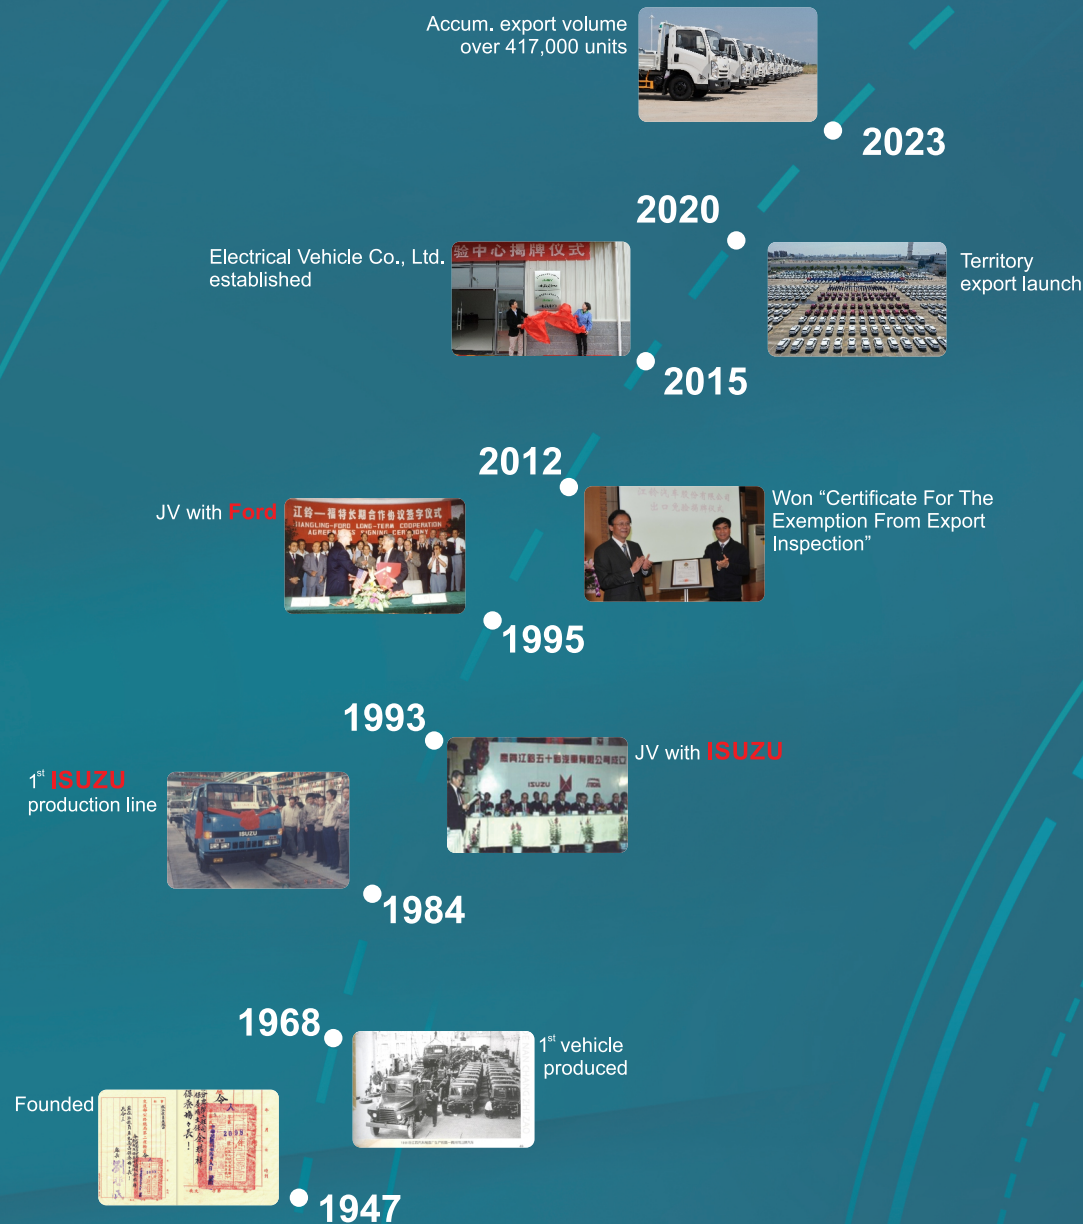 Accum. export volume
over 417,000 units
2023
2020
Electrical Vehicle Co., Ltd.
established
验中心揭牌仪式
Territory
export launch
2015
2012
JV with Ford
江铃—福特长期合作协议签字仪式
JIANGLING-FORD LONG-TERM COOPERATION
AGREEMENTS SIGNING CEREMONY
Won “Certificate For The
Exemption From Export
Inspection”
1995
1993
JV with ISUZU
ISUZU
1st ISUZU
production line
ISUZU
1984
1968
1st vehicle
produced
Founded
1947